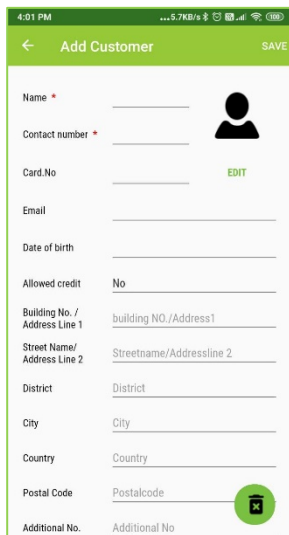 4:01 PM ...5.7KB/s 100
Add Customer SAVE
Name *
Contact number *
Card.No EDIT
Email
Date of birth
Allowed credit No
Building No. / building NO./Address1
Address Line 1
Street Name/ Streetname/Addressline 2
Address Line 2
District District
City City
Country Country
Postal Code Postalcode
Additional No. Additional No